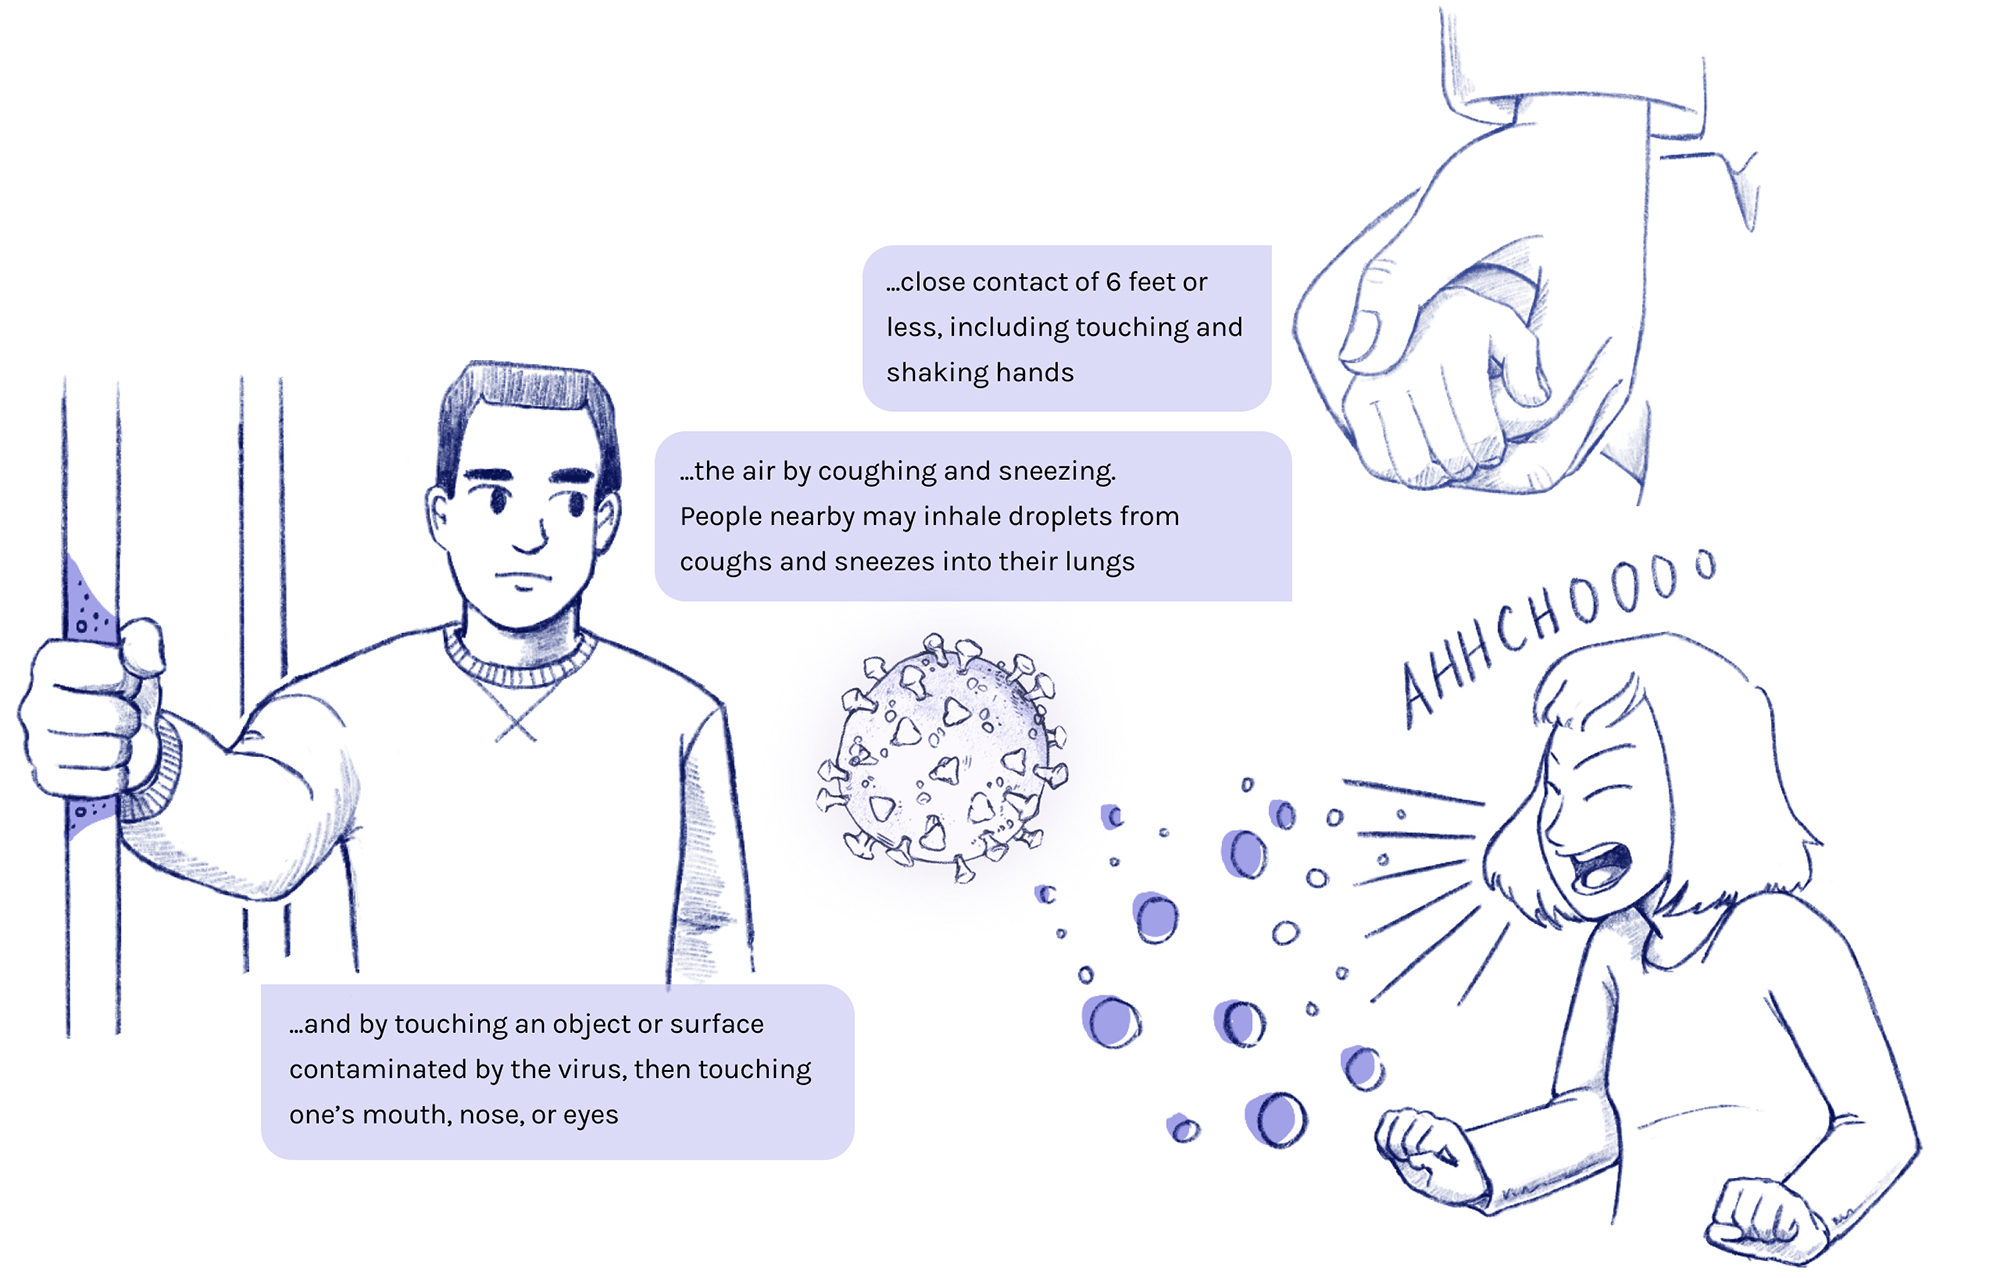 ...close contact of 6 feet or
less, including touching and
shaking hands
...the air by coughing and sneezing.
People nearby may inhale droplets from
coughs and sneezes into their lungs
AHHCHOOOO
...and by touching an object or surface
contaminated by the virus, then touching
one’s mouth, nose, or eyes